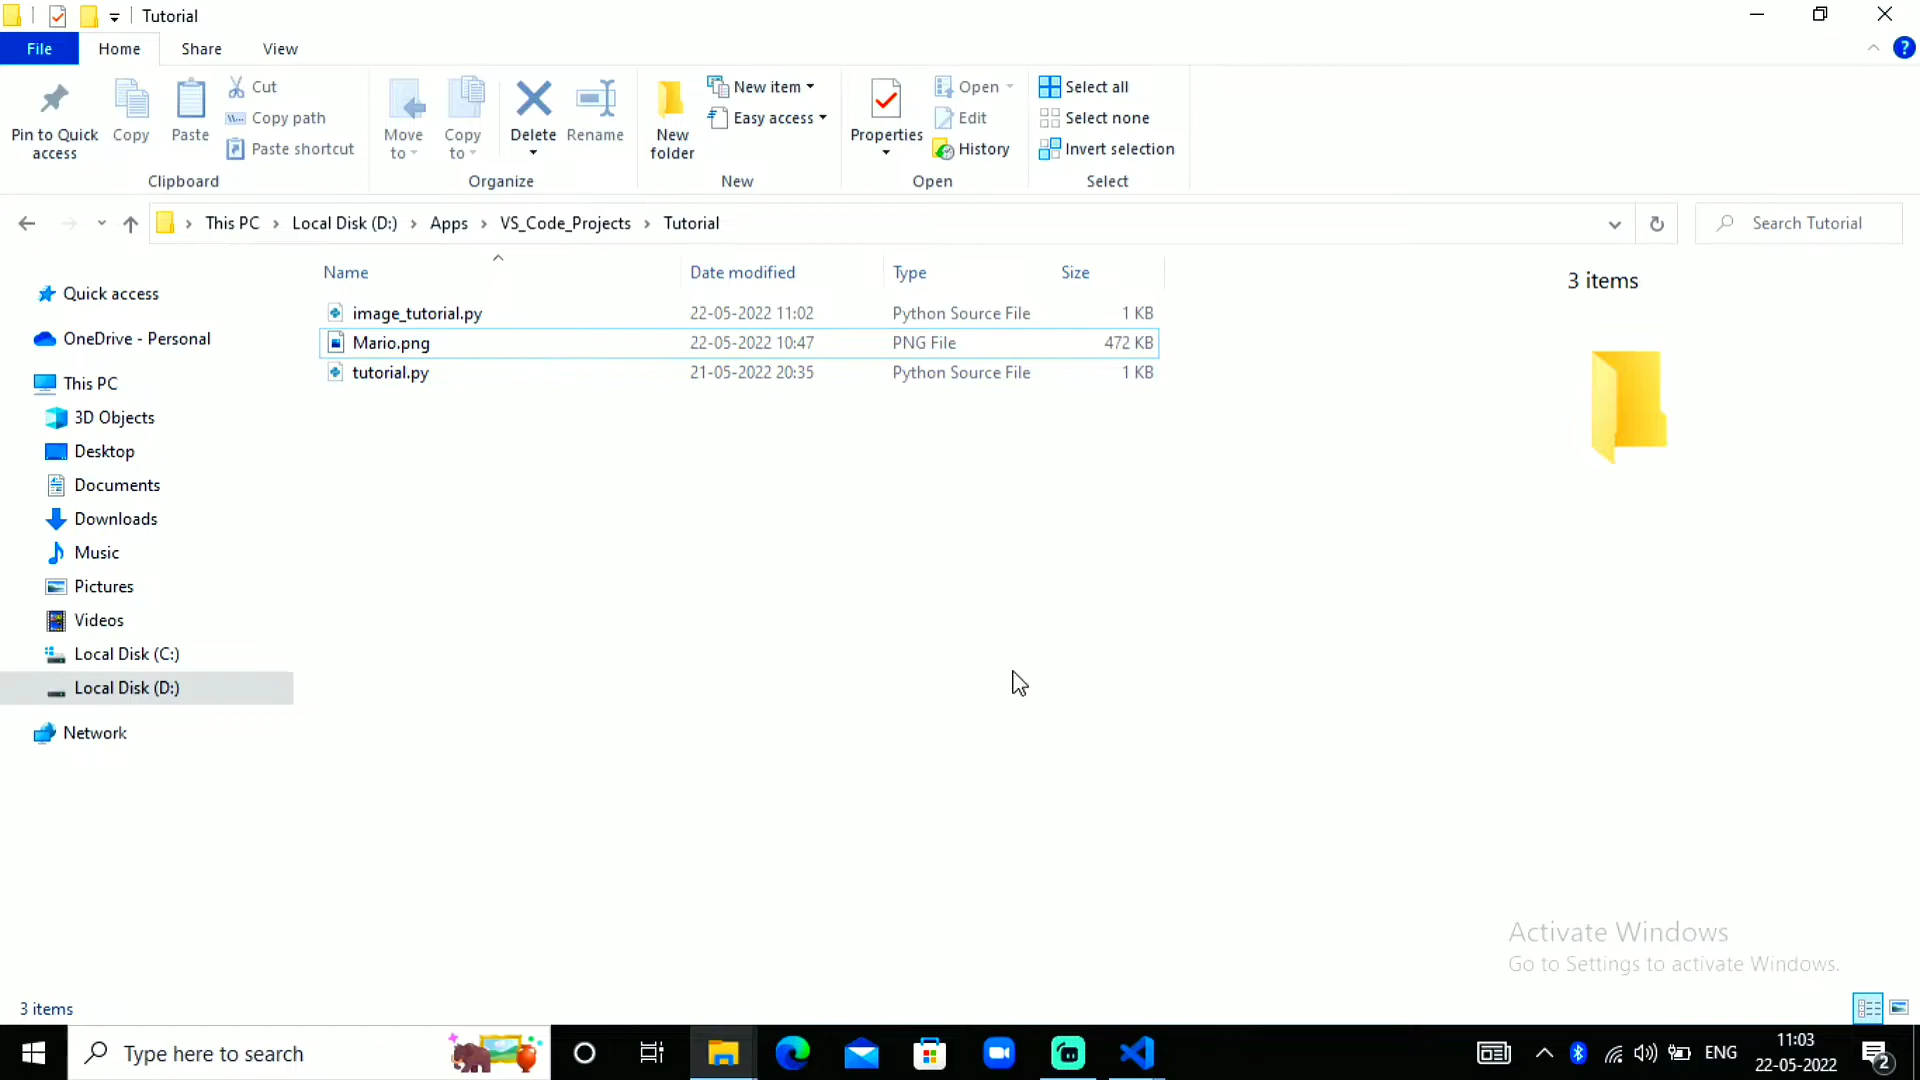 Tutorial
File Home Share View
Pin to Quick access
Copy
Paste
Cut
Copy path
Paste shortcut
Clipboard
Move to
Copy to
Delete
Rename
Organize
New folder
New item
Easy access
New
Properties
Open
Edit
History
Open
Select all
Select none
Invert selection
Select
This PC › Local Disk (D:) › Apps › VS_Code_Projects › Tutorial
Search Tutorial
Quick access
OneDrive - Personal
This PC
3D Objects
Desktop
Documents
Downloads
Music
Pictures
Videos
Local Disk (C:)
Local Disk (D:)
Network
Name Date modified Type Size
image_tutorial.py 22-05-2022 11:02 Python Source File 1 KB
Mario.png 22-05-2022 10:47 PNG File 472 KB
tutorial.py 21-05-2022 20:35 Python Source File 1 KB
3 items
Activate Windows
Go to Settings to activate Windows.
3 items
Type here to search
ENG
11:03
22-05-2022
2